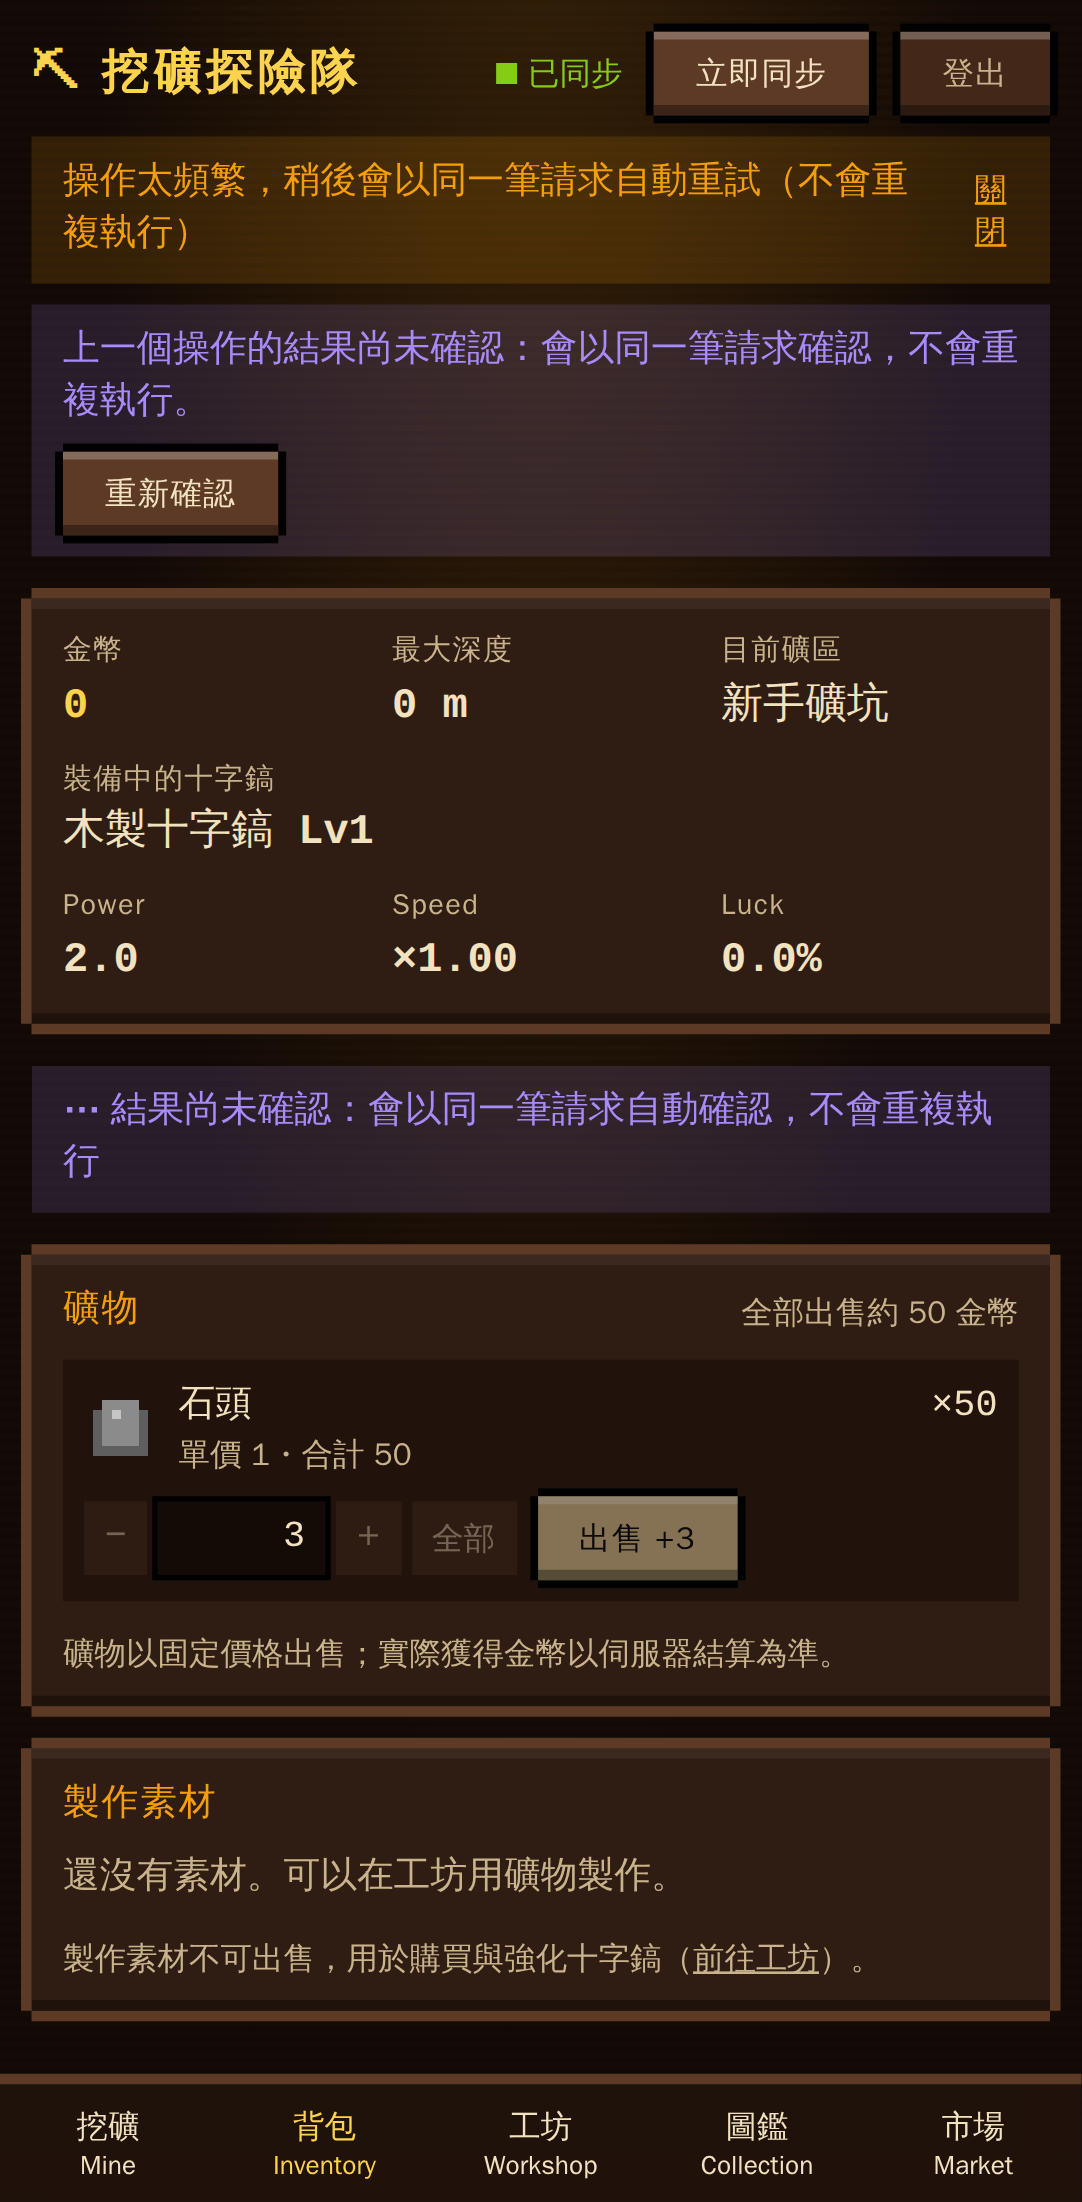 挖礦探險隊
已同步
立即同步
登出
操作太頻繁，稍後會以同一筆請求自動重試（不會重
複執行）
關
閉
上一個操作的結果尚未確認：會以同一筆請求確認，不會重
複執行。
重新確認
金幣
最大深度
目前礦區
0
0 m
新手礦坑
裝備中的十字鎬
木製十字鎬 Lv1
Power
Speed
Luck
2.0
×1.00
0.0%
⋯ 結果尚未確認：會以同一筆請求自動確認，不會重複執
行
礦物
全部出售約 50 金幣
石頭
×50
單價 1 · 合計 50
−
3
+
全部
出售 +3
礦物以固定價格出售；實際獲得金幣以伺服器結算為準。
製作素材
還沒有素材。可以在工坊用礦物製作。
製作素材不可出售，用於購買與強化十字鎬（前往工坊）。
挖礦
背包
工坊
圖鑑
市場
Mine
Inventory
Workshop
Collection
Market